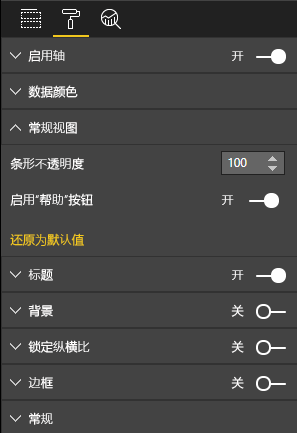 启用轴 开
数据颜色
常规视图
条形不透明度 100
启用“帮助”按钮 开
还原为默认值
标题 开
背景 关
锁定纵横比 关
边框 关
常规